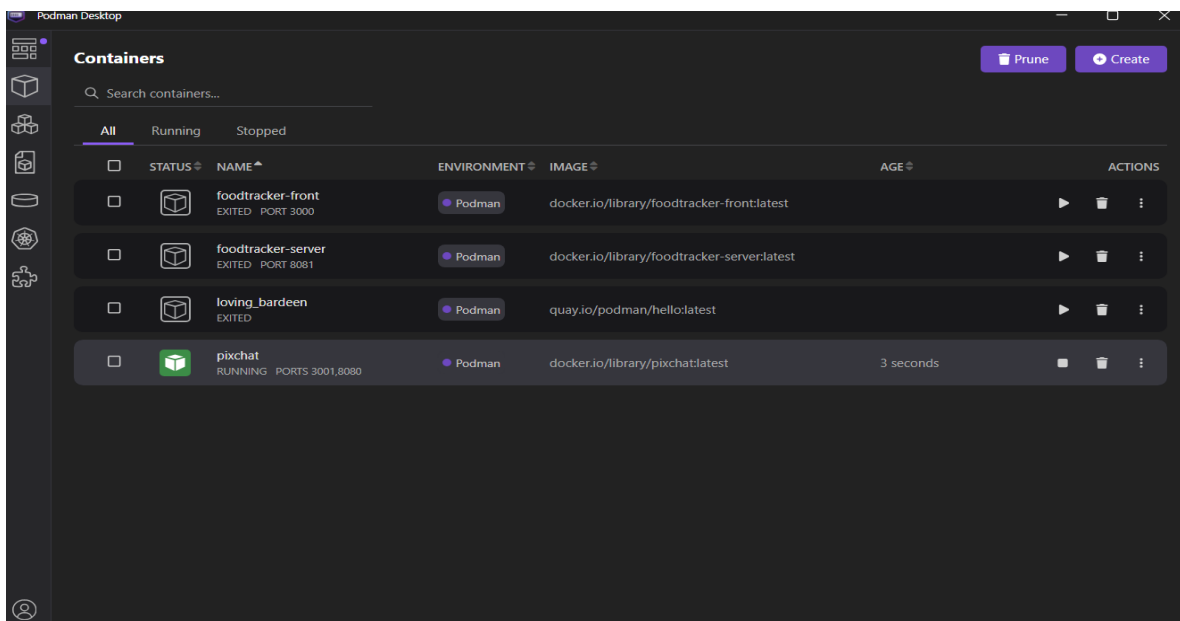 Podman Desktop
Containers
Prune
Create
Search containers...
All Running Stopped
STATUS NAME ENVIRONMENT IMAGE AGE ACTIONS
foodtracker-front
EXITED PORT 3000
Podman
docker.io/library/foodtracker-front:latest
foodtracker-server
EXITED PORT 8081
Podman
docker.io/library/foodtracker-server:latest
loving_bardeen
EXITED
Podman
quay.io/podman/hello:latest
pixchat
RUNNING PORTS 3001,8080
Podman
docker.io/library/pixchat:latest
3 seconds